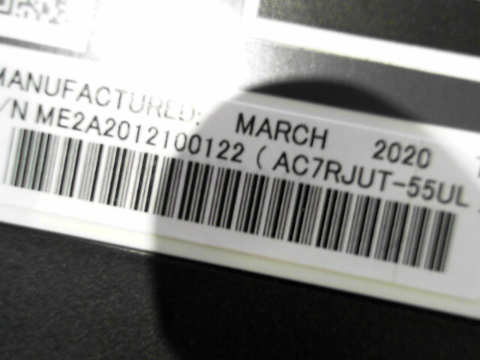 MANUFACTURED: MARCH 2020
/N ME2A2012100122 ( AC7RJUT-55UL